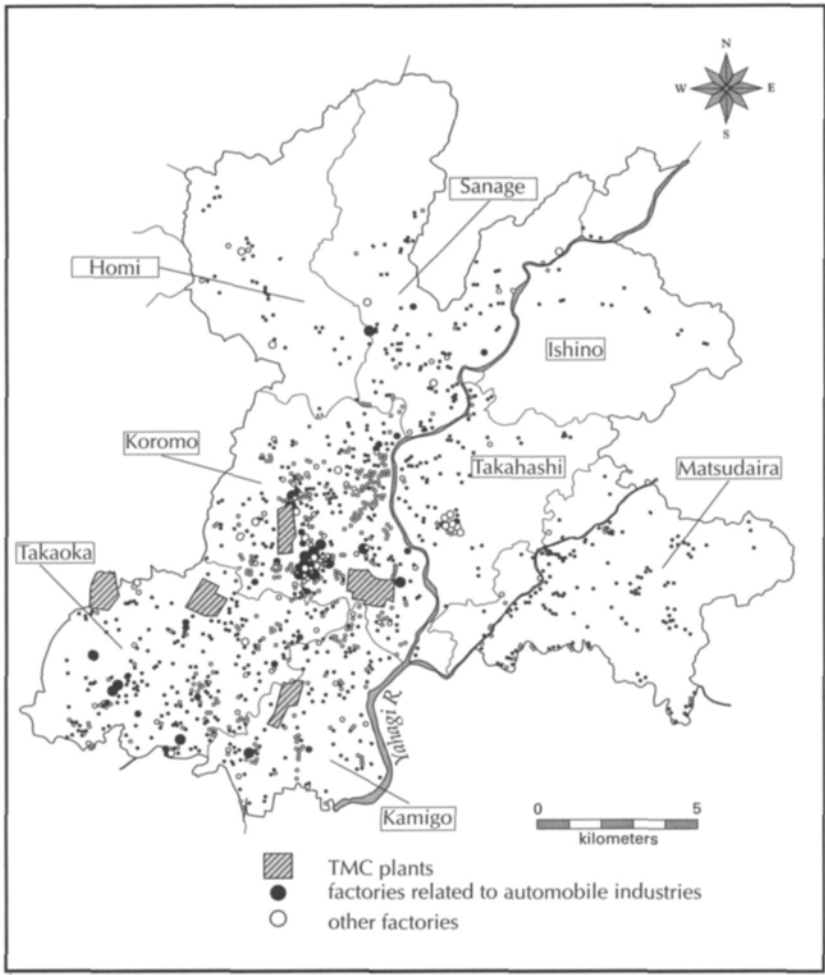 N
W
E
S
Sanage
Homi
Ishino
Koromo
Takahashi
Matsudaira
Takaoka
Yahagi R
Kamigo
0
5
kilometers
TMC plants
factories related to automobile industries
other factories